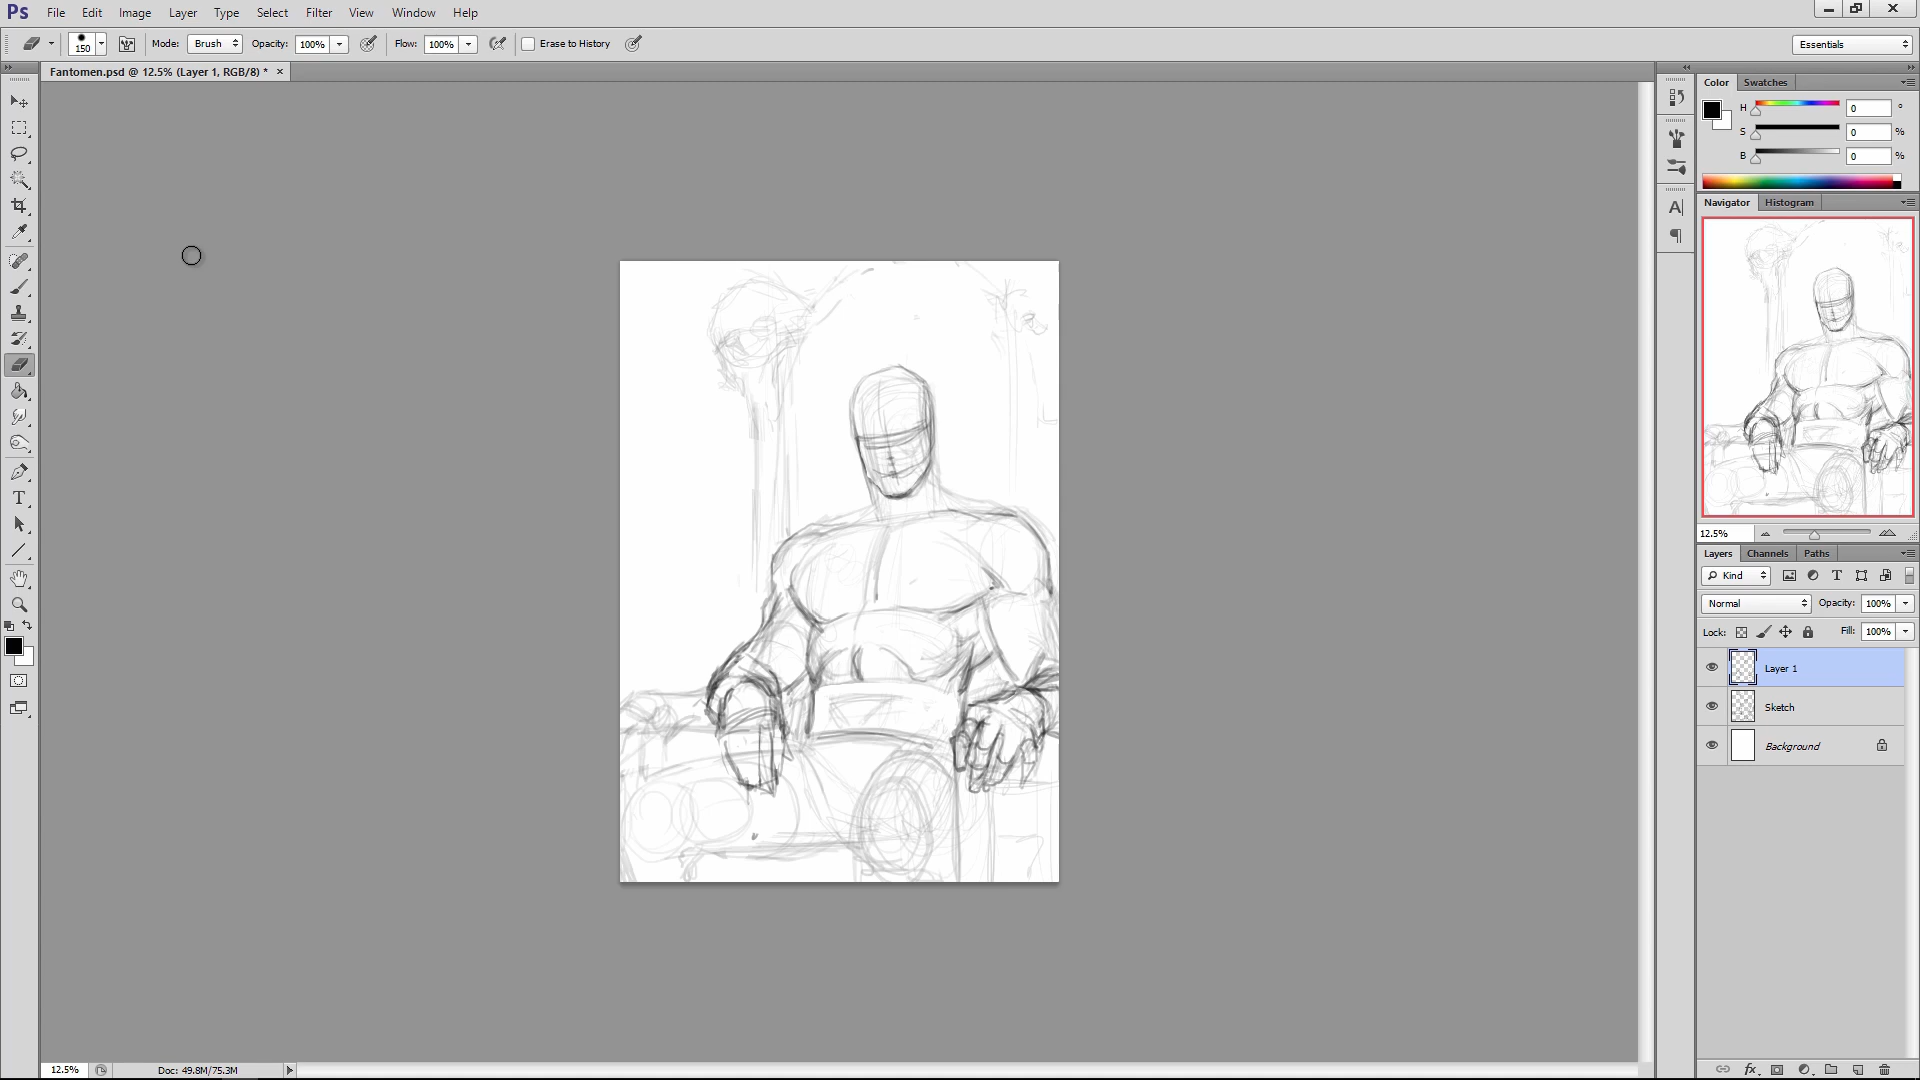 Ps File Edit Image Layer Type Select Filter View Window Help
150 Mode: Brush Opacity: 100% Flow: 100% Erase to History Essentials
Fantomen.psd @ 12.5% (Layer 1, RGB/8) * ×
Color Swatches
H 0 °
S 0 %
B 0 %
Navigator Histogram
12.5%
Layers Channels Paths
Kind
Normal Opacity: 100%
Lock: Fill: 100%
Layer 1
Sketch
Background
12.5% Doc: 49.8M/75.3M